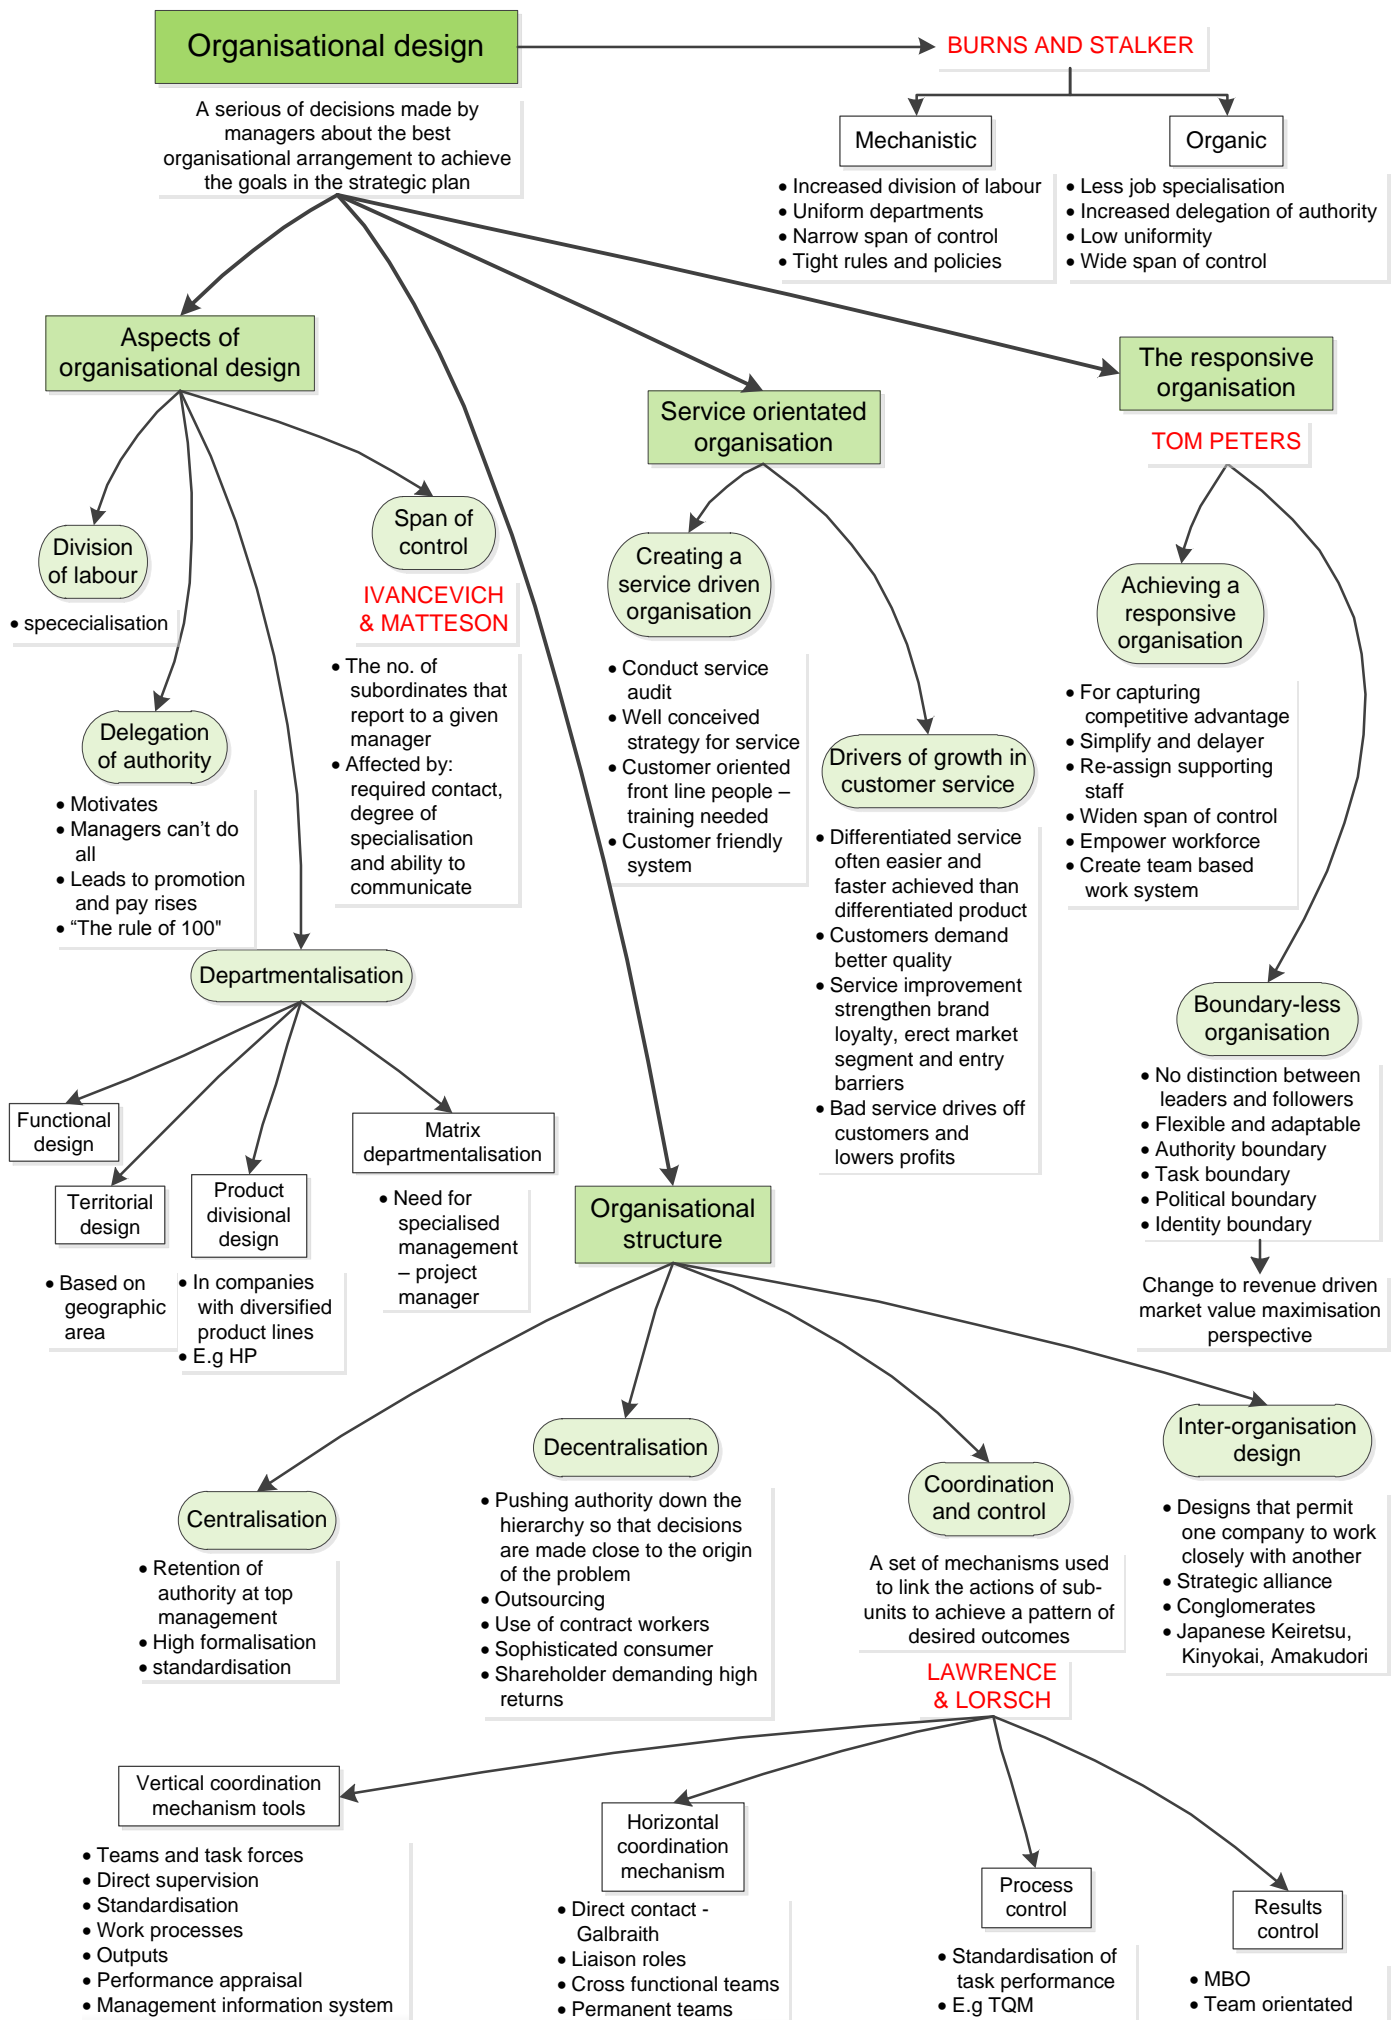 Organisational design
BURNS AND STALKER
A serious of decisions made by
managers about the best
organisational arrangement to achieve
the goals in the strategic plan
Mechanistic
• Increased division of labour
• Uniform departments
• Narrow span of control
• Tight rules and policies
Organic
• Less job specialisation
• Increased delegation of authority
• Low uniformity
• Wide span of control
Aspects of
organisational design
Division
of labour
• spececialisation
Delegation
of authority
• Motivates
• Managers can’t do
all
• Leads to promotion
and pay rises
• “The rule of 100"
Span of
control
IVANCEVICH
& MATTESON
• The no. of
subordinates that
report to a given
manager
• Affected by:
required contact,
degree of
specialisation
and ability to
communicate
Departmentalisation
Functional
design
Territorial
design
• Based on
geographic
area
Product
divisional
design
• In companies
with diversified
product lines
• E.g HP
Matrix
departmentalisation
• Need for
specialised
management
– project
manager
Service orientated
organisation
Creating a
service driven
organisation
• Conduct service
audit
• Well conceived
strategy for service
• Customer oriented
front line people –
training needed
• Customer friendly
system
Drivers of growth in
customer service
• Differentiated service
often easier and
faster achieved than
differentiated product
• Customers demand
better quality
• Service improvement
strengthen brand
loyalty, erect market
segment and entry
barriers
• Bad service drives off
customers and
lowers profits
The responsive
organisation
TOM PETERS
Achieving a
responsive
organisation
• For capturing
competitive advantage
• Simplify and delayer
• Re-assign supporting
staff
• Widen span of control
• Empower workforce
• Create team based
work system
Boundary-less
organisation
• No distinction between
leaders and followers
• Flexible and adaptable
• Authority boundary
• Task boundary
• Political boundary
• Identity boundary
Change to revenue driven
market value maximisation
perspective
Organisational
structure
Centralisation
• Retention of
authority at top
management
• High formalisation
• standardisation
Decentralisation
• Pushing authority down the
hierarchy so that decisions
are made close to the origin
of the problem
• Outsourcing
• Use of contract workers
• Sophisticated consumer
• Shareholder demanding high
returns
Coordination
and control
A set of mechanisms used
to link the actions of sub-
units to achieve a pattern of
desired outcomes
LAWRENCE
& LORSCH
Inter-organisation
design
• Designs that permit
one company to work
closely with another
• Strategic alliance
• Conglomerates
• Japanese Keiretsu,
Kinyokai, Amakudori
Vertical coordination
mechanism tools
• Teams and task forces
• Direct supervision
• Standardisation
• Work processes
• Outputs
• Performance appraisal
• Management information system
Horizontal
coordination
mechanism
• Direct contact -
Galbraith
• Liaison roles
• Cross functional teams
• Permanent teams
Process
control
• Standardisation of
task performance
• E.g TQM
Results
control
• MBO
• Team orientated